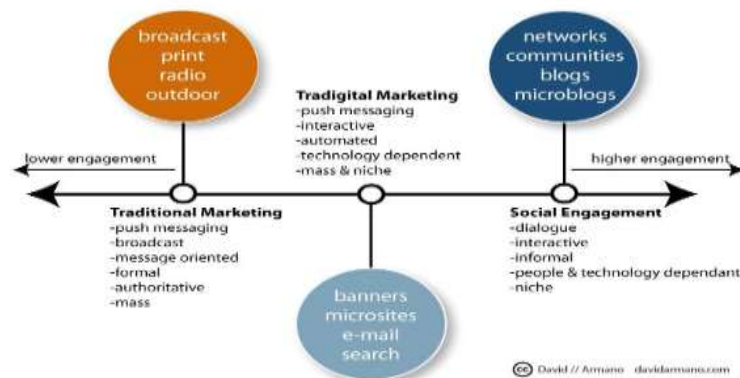 broadcast
print
radio
outdoor
networks
communities
blogs
microblogs
Tradigital Marketing
-push messaging
-interactive
-automated
-technology dependent
-mass & niche
lower engagement
higher engagement
Traditional Marketing
-push messaging
-broadcast
-message oriented
-formal
-authoritative
-mass
Social Engagement
-dialogue
-interactive
-informal
-people & technology dependant
-niche
banners
microsites
e-mail
search
cc David // Armano davidarmano.com